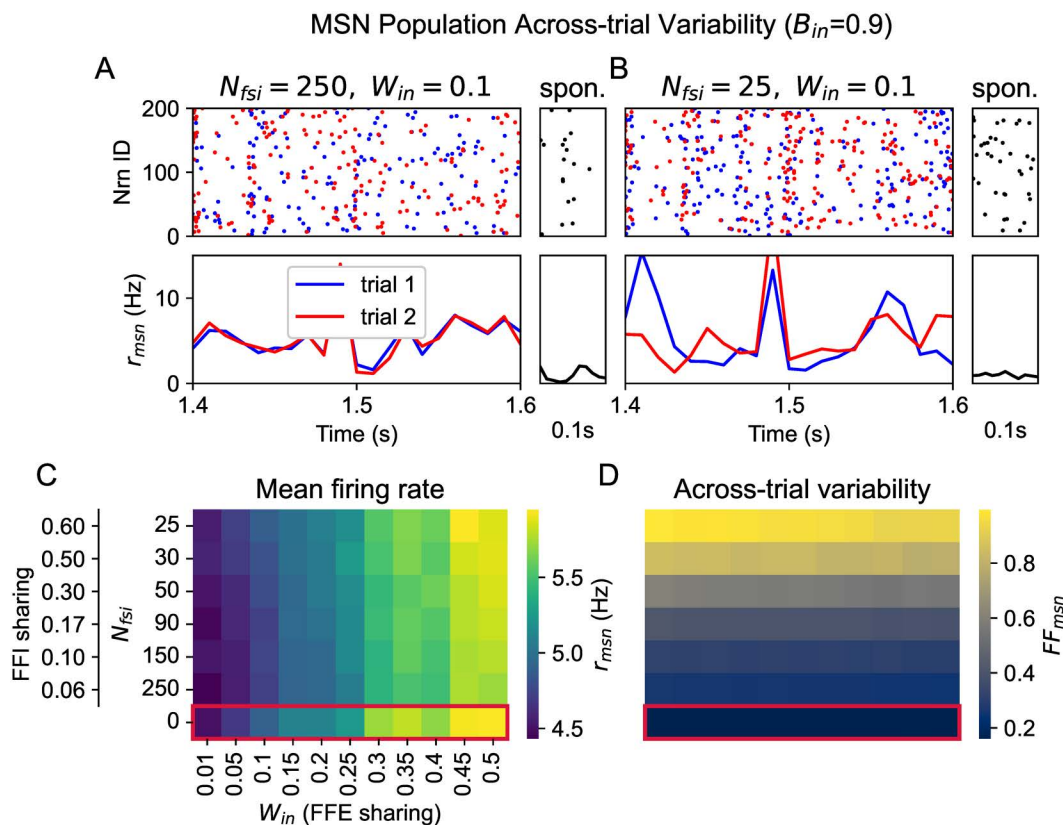 MSN Population Across-trial Variability (B_in=0.9)
A
N_fsi = 250, W_in = 0.1
spon.
B
N_fsi = 25, W_in = 0.1
spon.
Nrn ID
200
100
0
r_msn (Hz)
10
0
trial 1
trial 2
1.4
1.5
1.6
Time (s)
0.1s
1.4
1.5
1.6
Time (s)
0.1s
C
Mean firing rate
FFI sharing
0.60
0.50
0.30
0.17
0.10
0.06
N_fsi
25
30
50
90
150
250
0
0.01
0.05
0.1
0.15
0.2
0.25
0.3
0.35
0.4
0.45
0.5
W_in (FFE sharing)
5.5
5.0
4.5
r_msn (Hz)
D
Across-trial variability
0.8
0.6
0.4
0.2
FF_msn